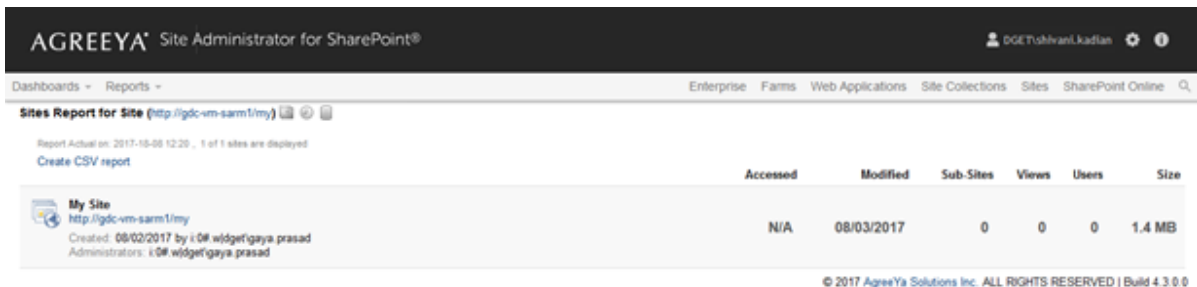 AGREEYA Site Administrator for SharePoint®
DGET\shivani.kadian
Dashboards Reports Enterprise Farms Web Applications Site Collections Sites SharePoint Online
Sites Report for Site (http://gdc-vm-sarm1/my)
Report Actual on: 2017-10-08 12:20 , 1 of 1 sites are displayed
Create CSV report
Accessed Modified Sub-Sites Views Users Size
My Site
http://gdc-vm-sarm1/my
Created: 08/02/2017 by i:0#.w|dget\gaya.prasad
Administrators: i:0#.w|dget\gaya.prasad
N/A 08/03/2017 0 0 0 1.4 MB
© 2017 AgreeYa Solutions Inc. ALL RIGHTS RESERVED | Build 4.3.0.0